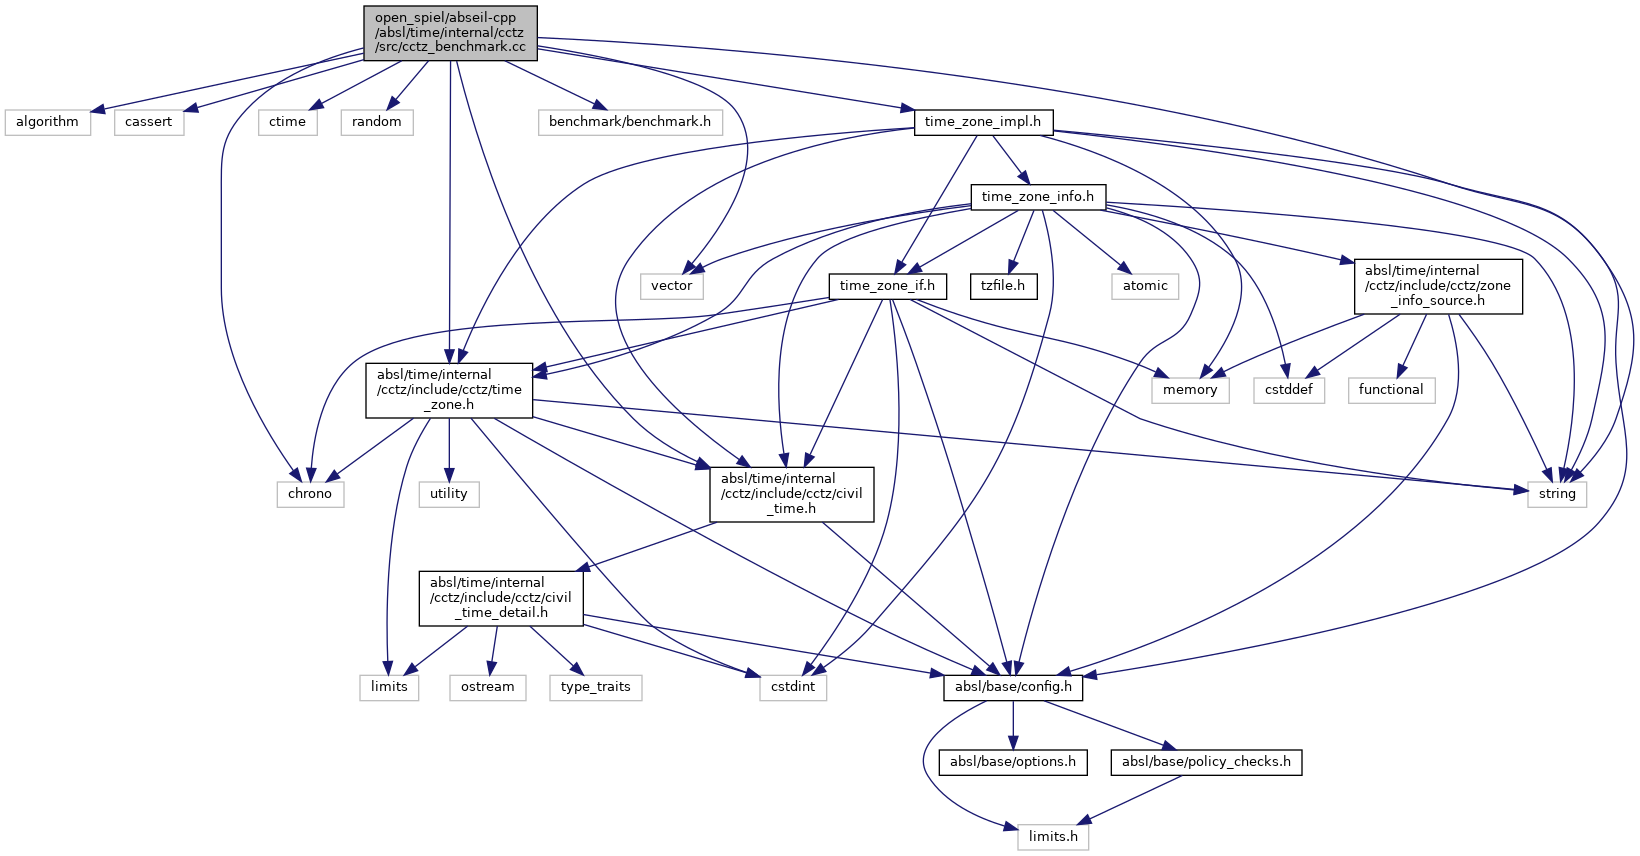 open_spiel/abseil-cpp
/absl/time/internal/cctz
/src/cctz_benchmark.cc
algorithm
cassert
ctime
random
benchmark/benchmark.h
time_zone_impl.h
time_zone_info.h
vector
time_zone_if.h
tzfile.h
atomic
absl/time/internal
/cctz/include/cctz/zone
_info_source.h
absl/time/internal
/cctz/include/cctz/time
_zone.h
memory
cstddef
functional
chrono
utility
absl/time/internal
/cctz/include/cctz/civil
_time.h
string
absl/time/internal
/cctz/include/cctz/civil
_time_detail.h
limits
ostream
type_traits
cstdint
absl/base/config.h
absl/base/options.h
absl/base/policy_checks.h
limits.h